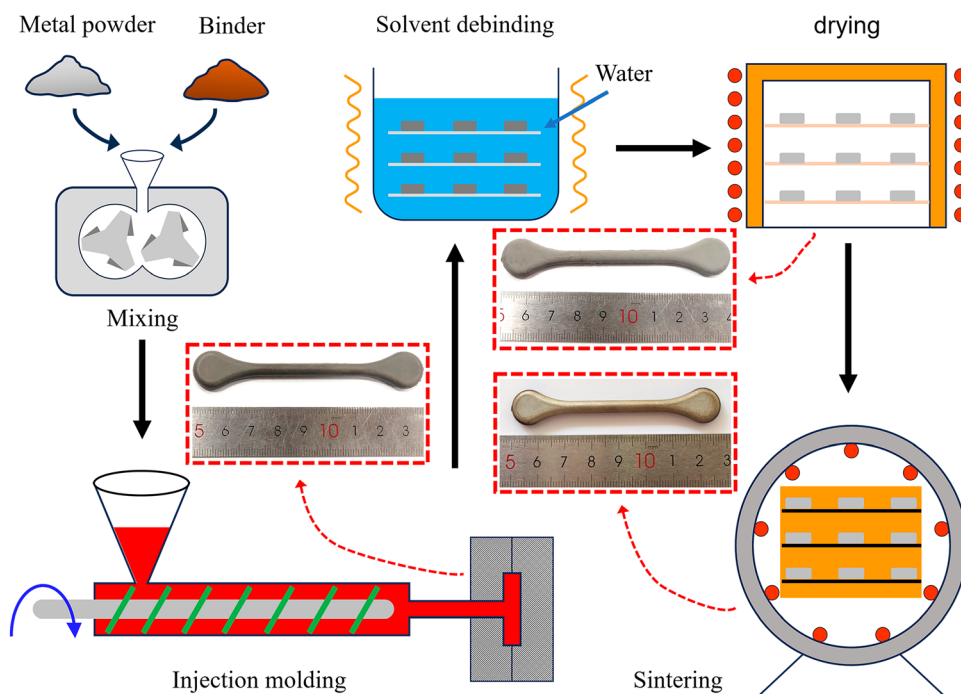 Metal powder
Binder
Solvent debinding
drying
Water
Mixing
5 6 7 8 9 10 1 2 3 4
5 6 7 8 9 10 1 2 3
5 6 7 8 9 10 1 2 3
Injection molding
Sintering